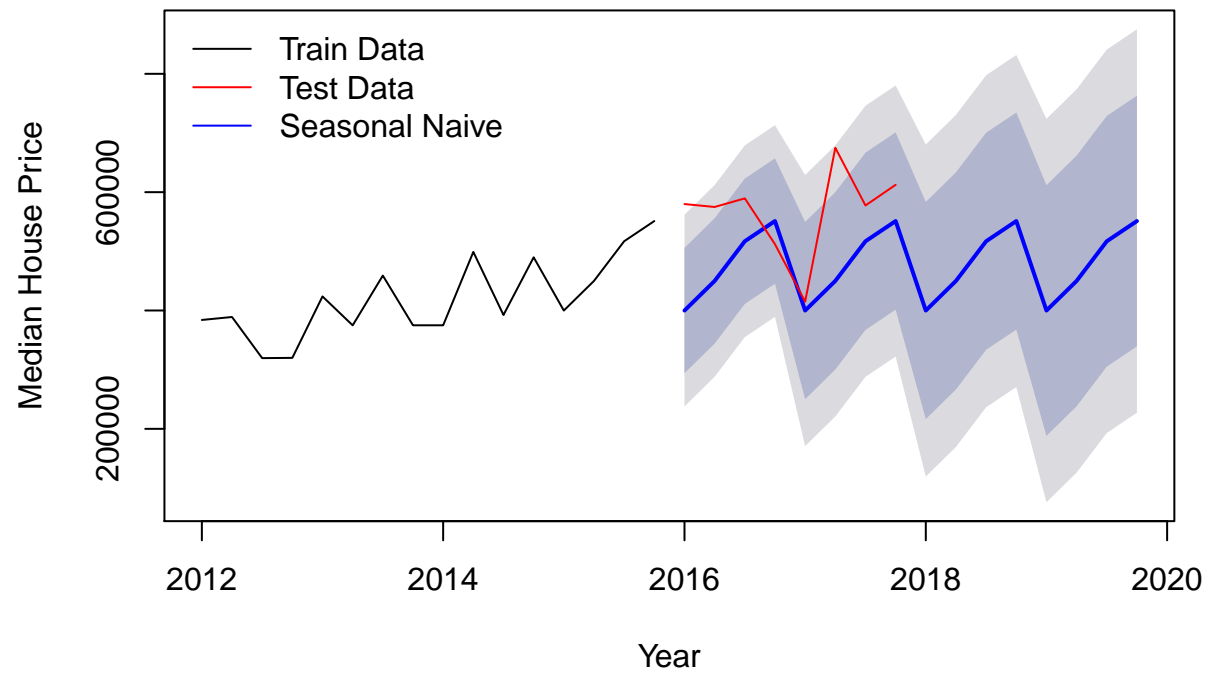 Train Data
Test Data
Seasonal Naive
Median House Price
600000
200000
2012 2014 2016 2018 2020
Year